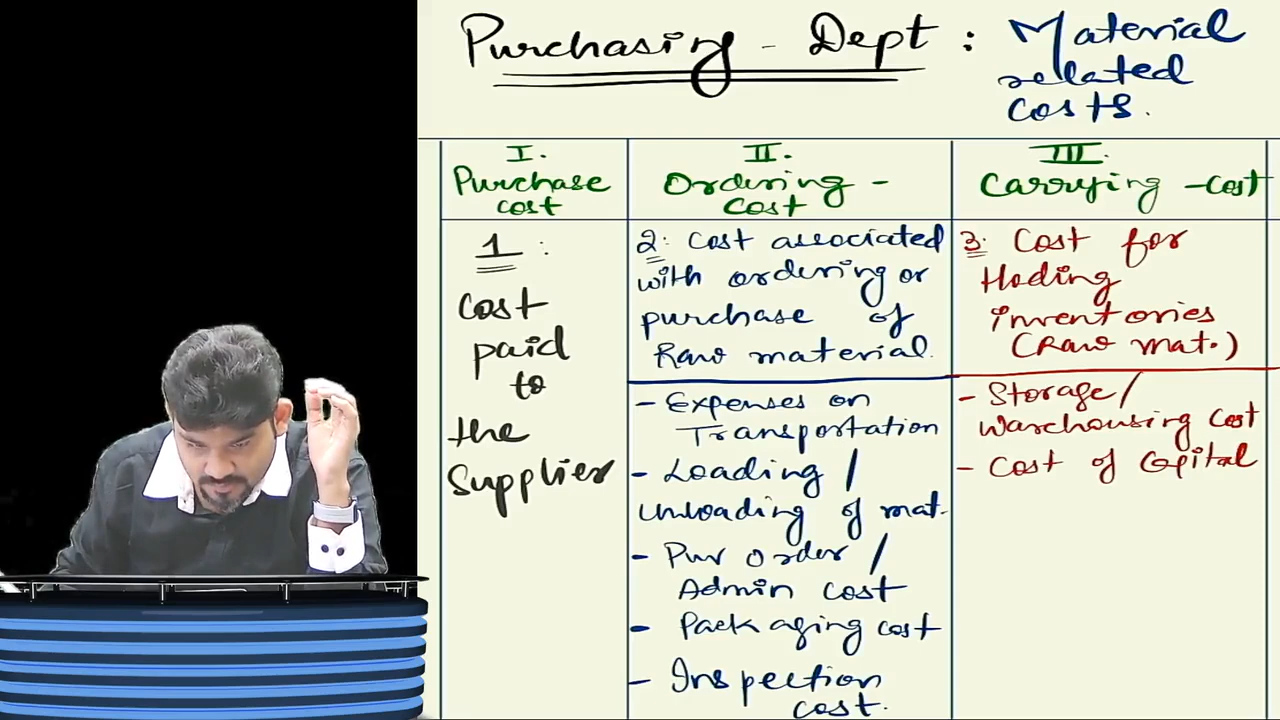 Purchasing - Dept : Material
related
costs.
I.
Purchase
cost
1 :
cost
paid
to
the
Supplier
II.
Ordering -
cost
2: Cost associated
with ordering or
purchase of
Raw material.
- Expenses on
Transportation
- Loading /
unloading of mat.
- Pur order /
Admin cost
- Packaging cost
- Inspection
cost.
III.
Carrying - cost
3: Cost for
Hoding
inventories
(Raw mat.)
- Storage/
Warehousing cost
- Cost of Capital